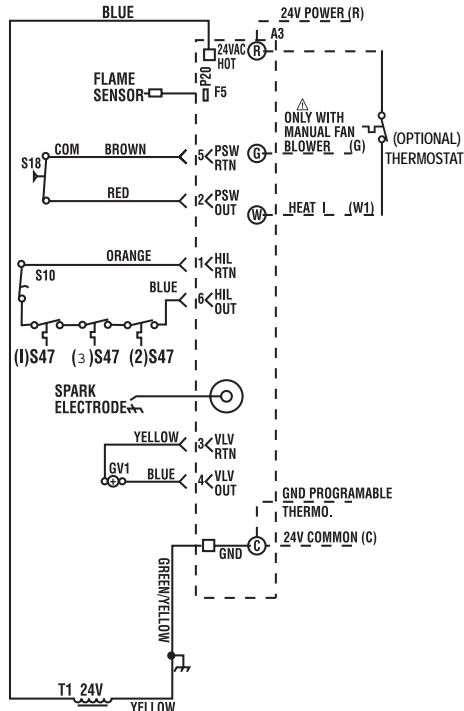 BLUE
24V POWER (R)
A3
24VAC
HOT
R
P20
FLAME
SENSOR
F5
⚠
ONLY WITH
MANUAL FAN
BLOWER (G)
(OPTIONAL)
THERMOSTAT
COM BROWN
5 PSW
RTN
G
S18
RED
2 PSW
OUT
W
HEAT I (W1)
ORANGE
1 HIL
RTN
S10
BLUE
6 HIL
OUT
(1)S47 (3)S47 (2)S47
SPARK
ELECTRODE
YELLOW
3 VLV
RTN
GV1
BLUE
4 VLV
OUT
GND PROGRAMABLE
THERMO.
GND
C
24V COMMON (C)
GREEN/YELLOW
T1 24V
YELLOW